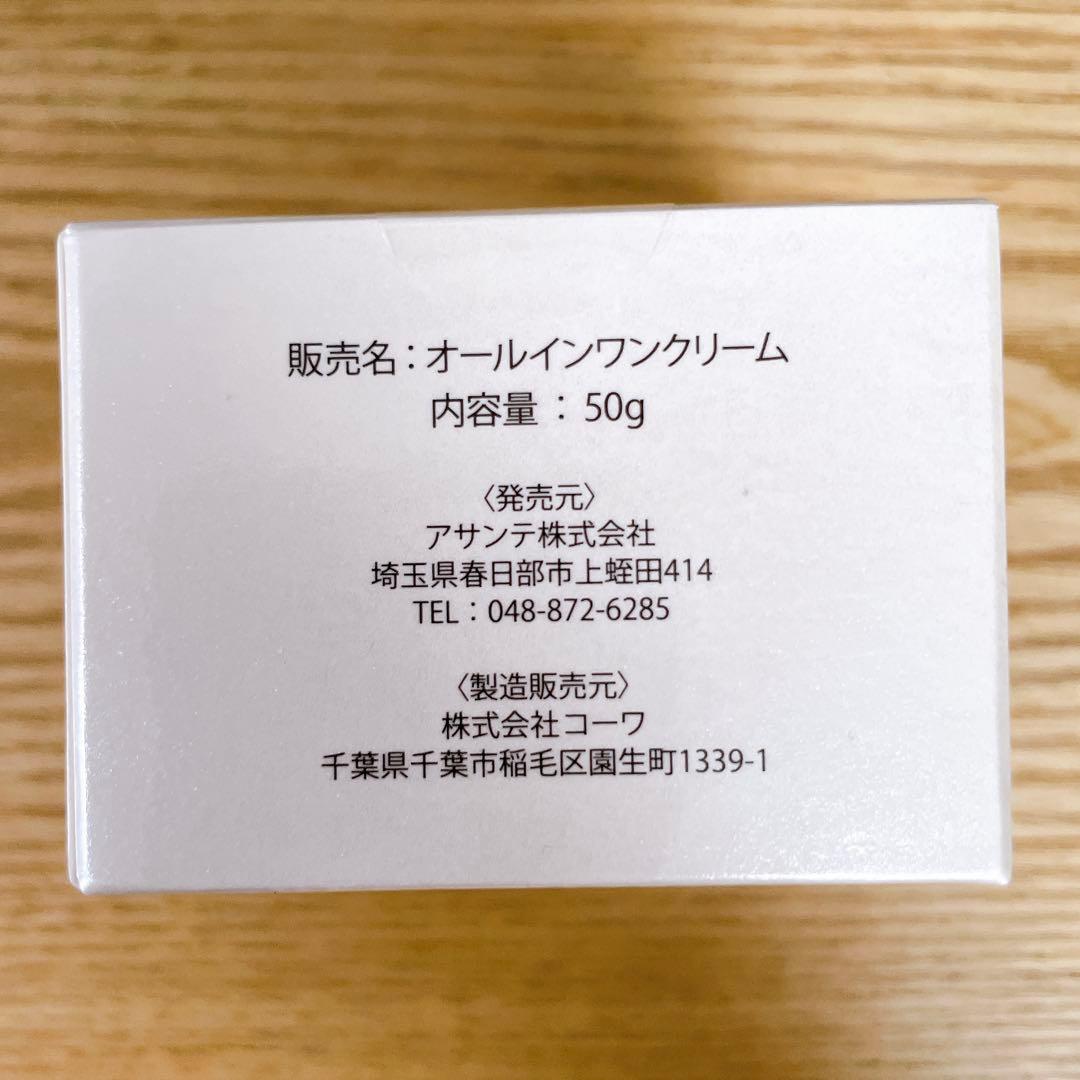 販売名：オールインワンクリーム
内容量 ： 50g
〈発売元〉
アサンテ株式会社
埼玉県春日部市上蛭田414
TEL：048-872-6285
〈製造販売元〉
株式会社コーワ
千葉県千葉市稲毛区園生町1339-1